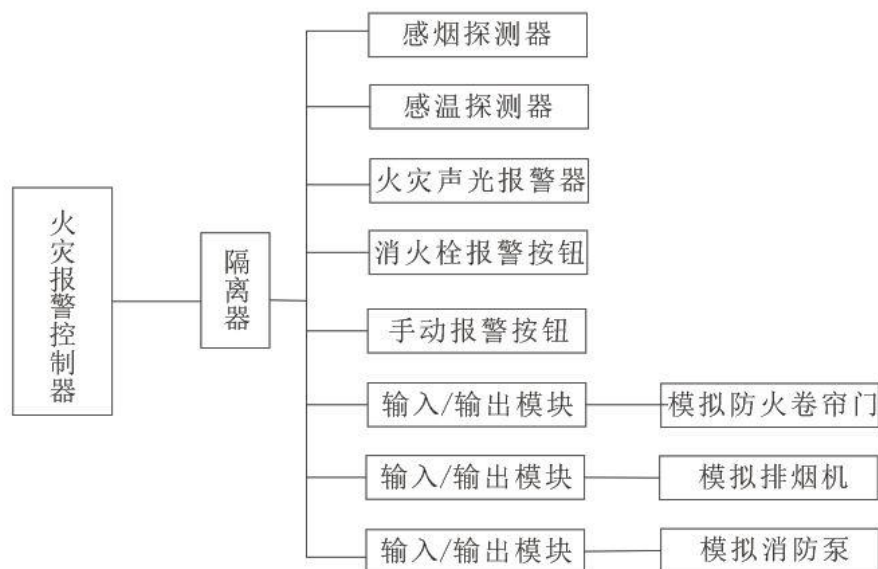 火灾报警控制器
隔离器
感烟探测器
感温探测器
火灾声光报警器
消火栓报警按钮
手动报警按钮
输入/输出模块
模拟防火卷帘门
输入/输出模块
模拟排烟机
输入/输出模块
模拟消防泵